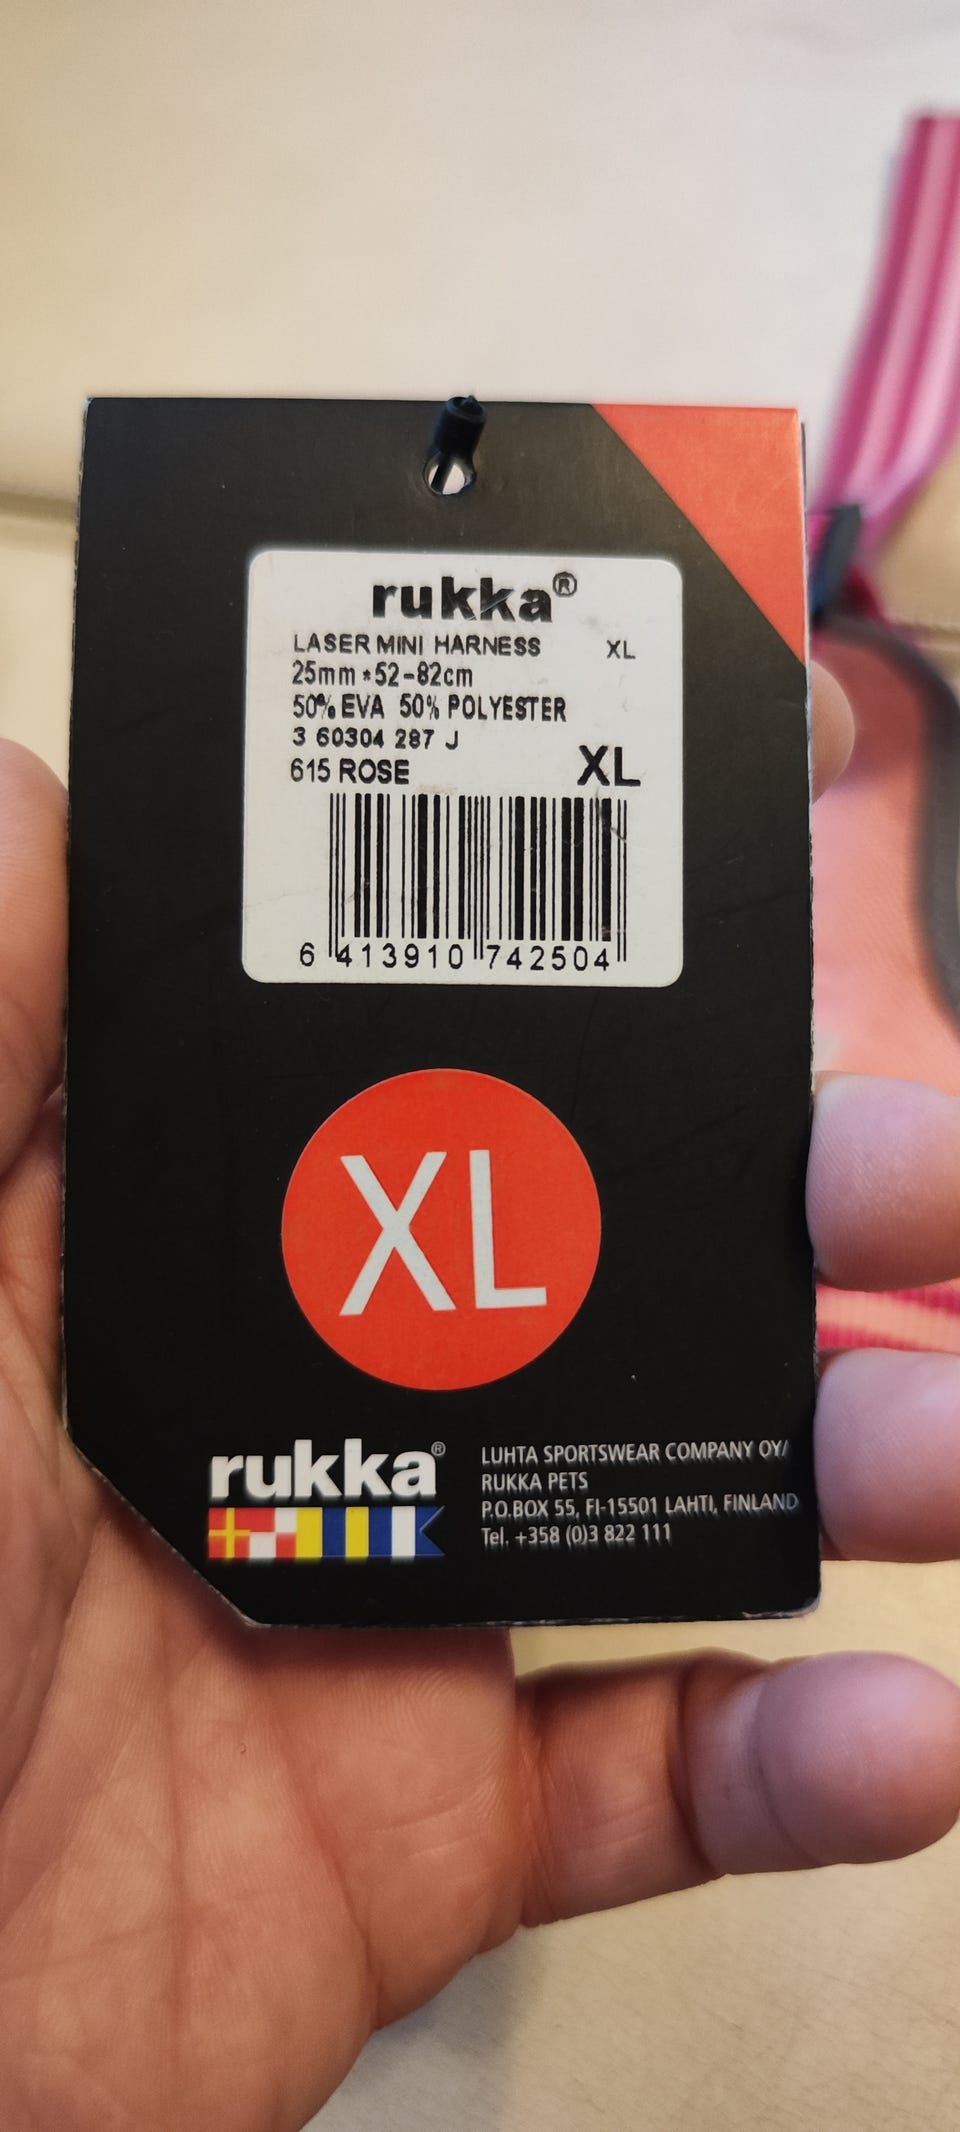 rukka®
LASER MINI HARNESS XL
25mm*52-82cm
50% EVA 50% POLYESTER
3 60304 287 J
615 ROSE XL
6 413910 742504
XL
rukka®
LUHTA SPORTSWEAR COMPANY OY/
RUKKA PETS
P.O.BOX 55, FI-15501 LAHTI, FINLAND
Tel. +358 (0)3 822 111